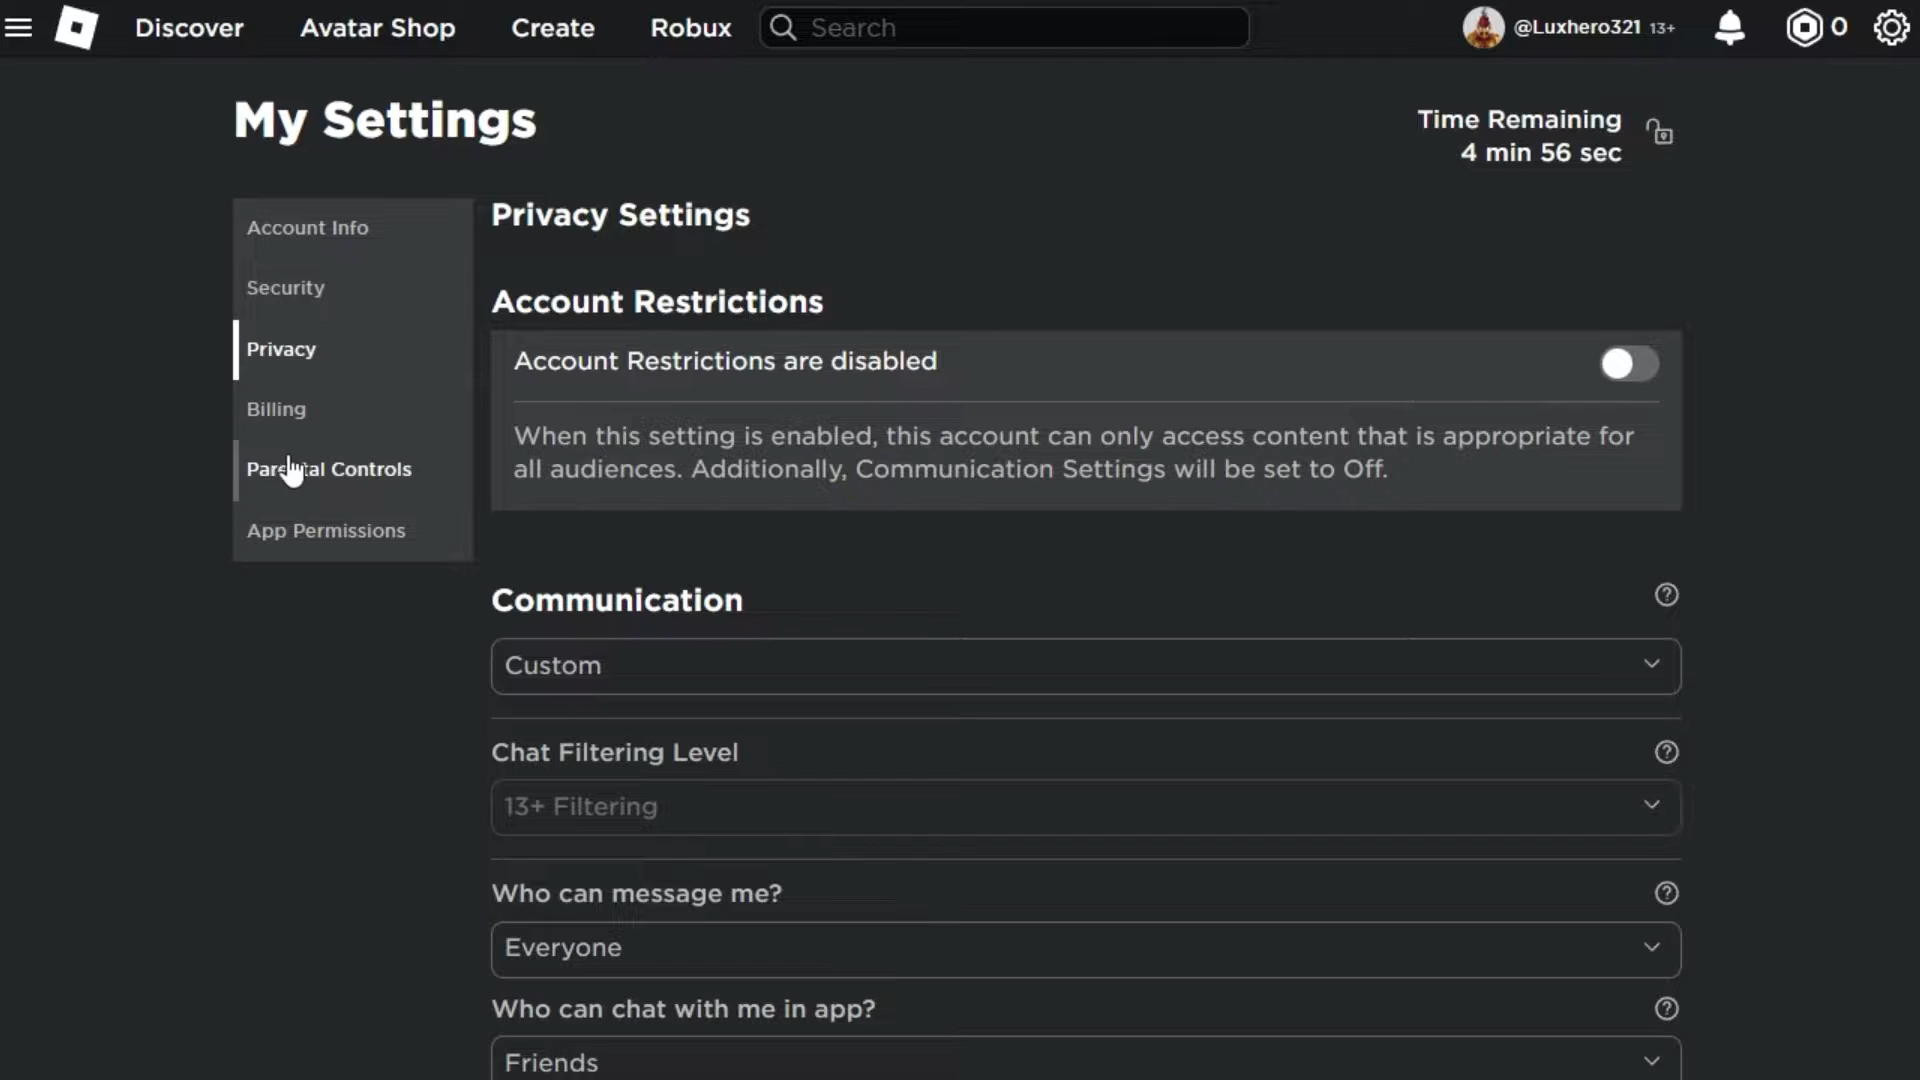 Discover
Avatar Shop
Create
Robux
Search
@Luxhero321 13+
0
My Settings
Time Remaining
4 min 56 sec
Account Info
Security
Privacy
Billing
Parental Controls
App Permissions
Privacy Settings
Account Restrictions
Account Restrictions are disabled
When this setting is enabled, this account can only access content that is appropriate for
all audiences. Additionally, Communication Settings will be set to Off.
Communication
Custom
Chat Filtering Level
13+ Filtering
Who can message me?
Everyone
Who can chat with me in app?
Friends